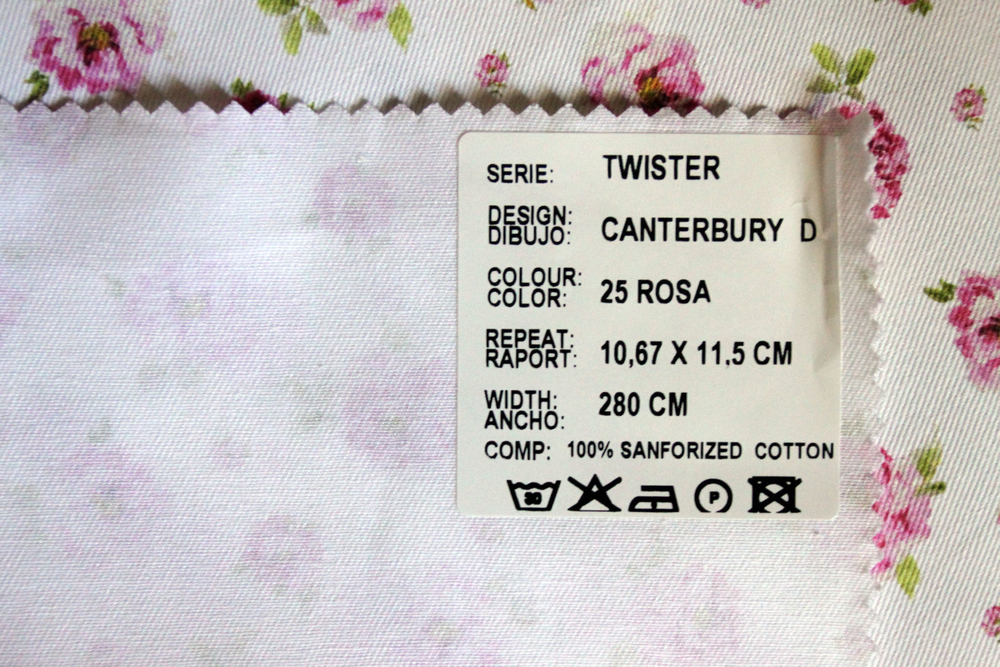 SERIE: TWISTER
DESIGN:
DIBUJO: CANTERBURY D
COLOUR:
COLOR: 25 ROSA
REPEAT:
RAPORT: 10,67 X 11,5 CM
WIDTH:
ANCHO: 280 CM
COMP: 100% SANFORIZED COTTON
30 P